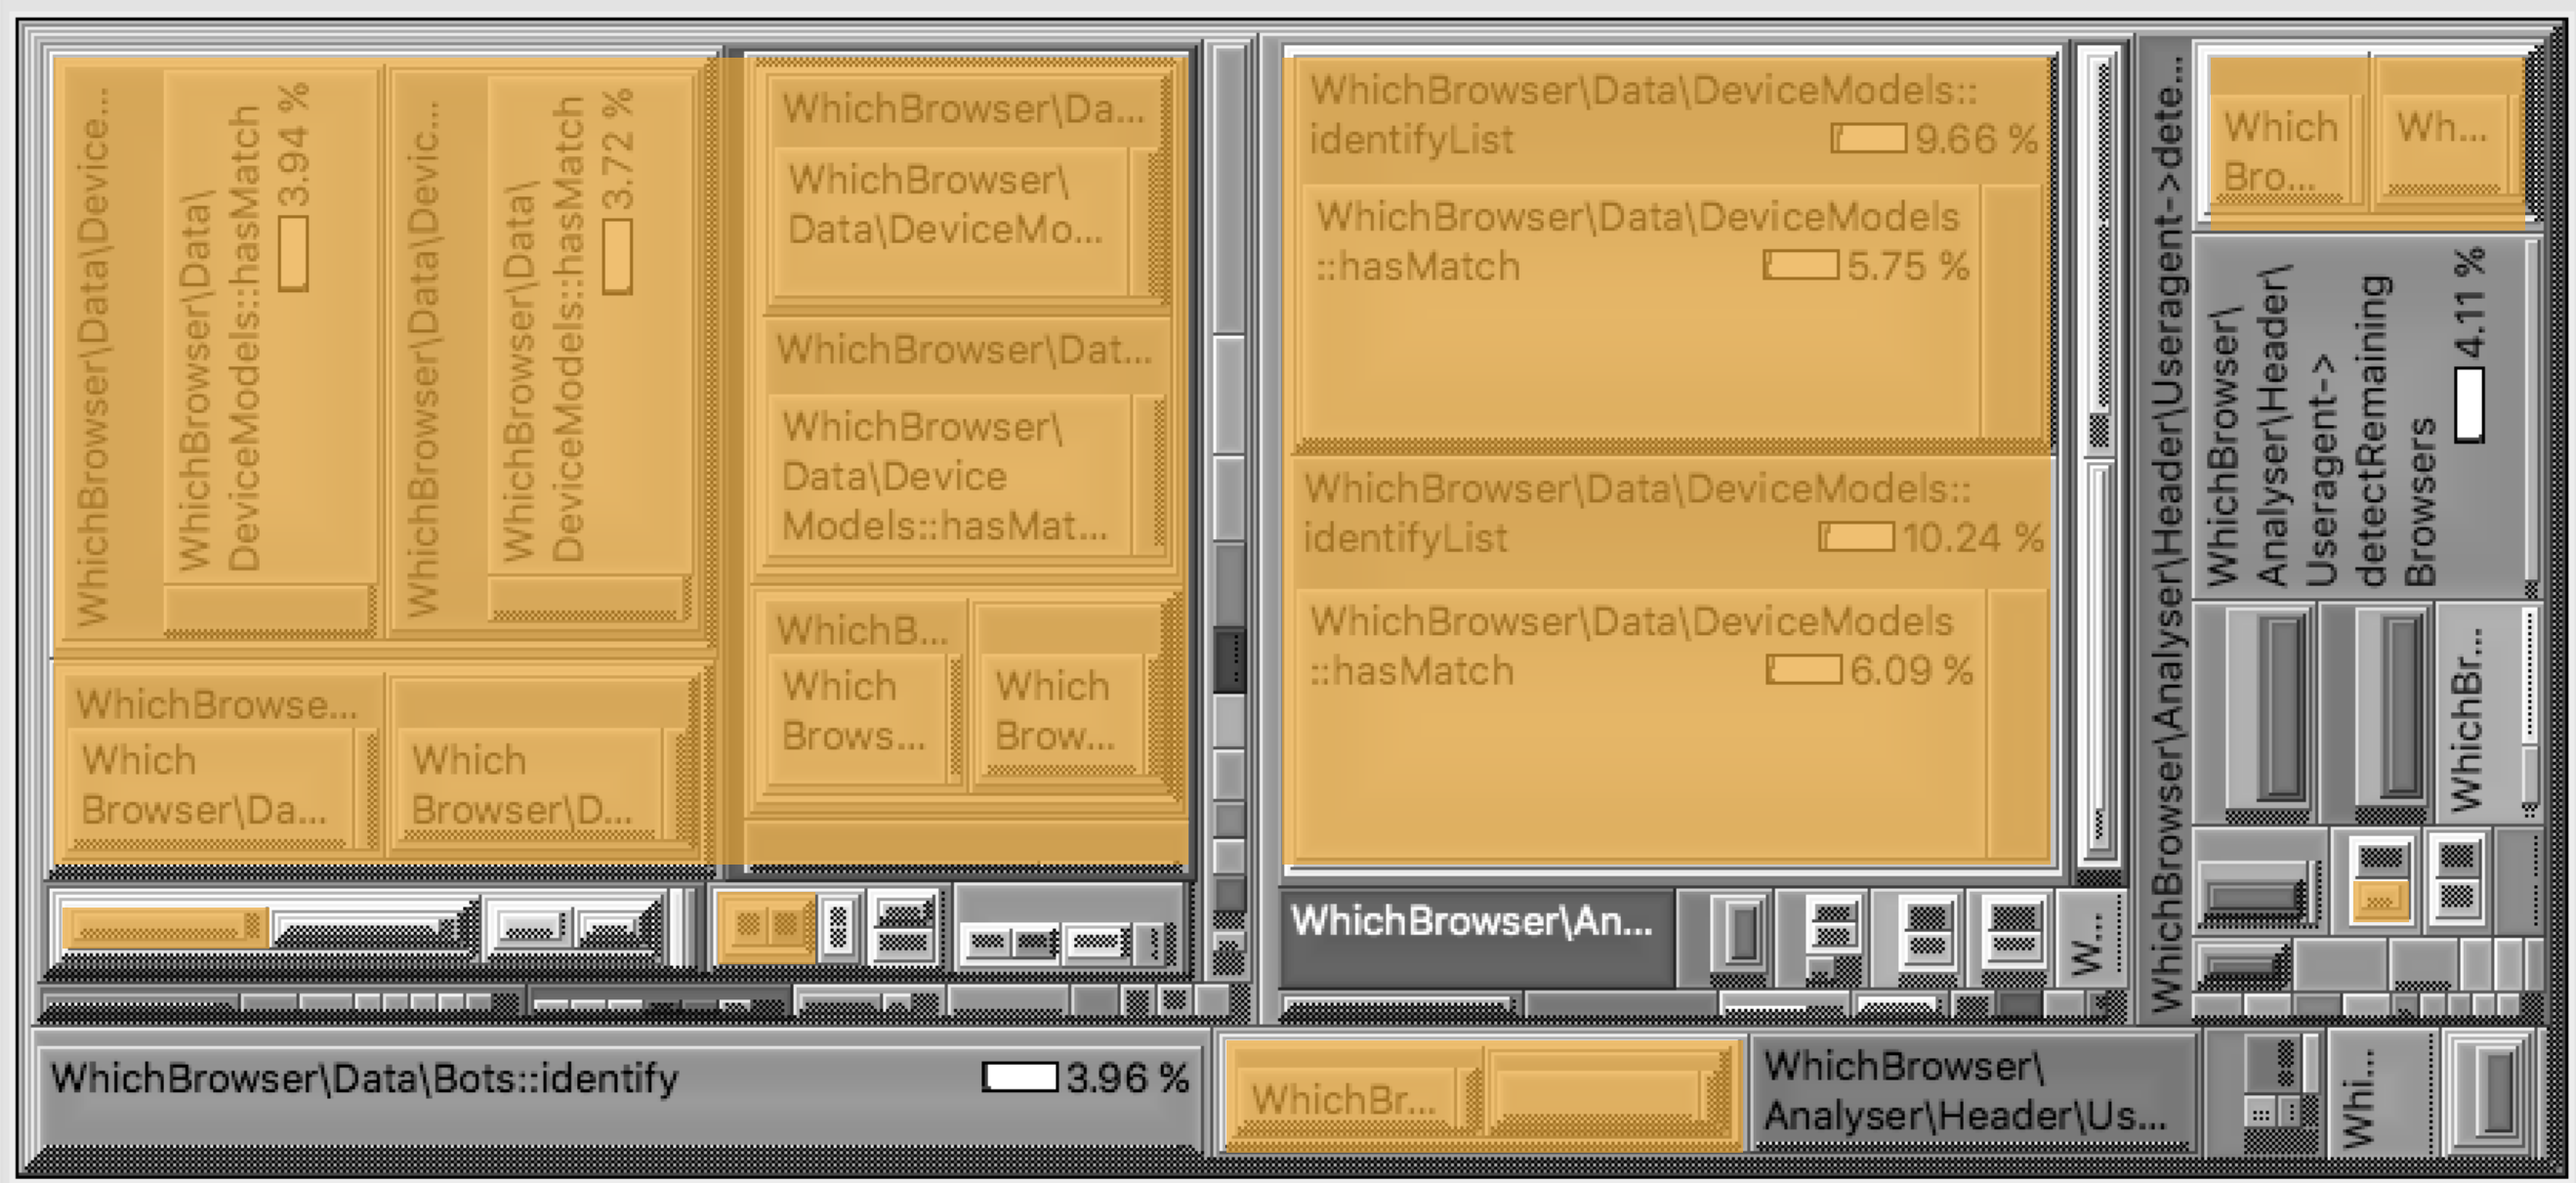 WhichBrowser\Data\Device...
WhichBrowser\Data\
DeviceModels::hasMatch
3.94 %
WhichBrowser\Data\Devic...
WhichBrowser\Data\
DeviceModels::hasMatch
3.72 %
WhichBrowse...
Which
Browser\Da...
Which
Browser\D...
WhichBrowser\Da...
WhichBrowser\
Data\DeviceMo...
WhichBrowser\Dat...
WhichBrowser\
Data\Device
Models::hasMat...
WhichB...
Which
Brows...
Which
Brow...
WhichBrowser\Data\DeviceModels::
identifyList 9.66 %
WhichBrowser\Data\DeviceModels
::hasMatch 5.75 %
WhichBrowser\Data\DeviceModels::
identifyList 10.24 %
WhichBrowser\Data\DeviceModels
::hasMatch 6.09 %
WhichBrowser\An...
W...
WhichBrowser\Analyser\Header\Useragent->dete...
Which
Bro...
Wh...
WhichBrowser\
Analyser\Header\
Useragent->
detectRemaining
Browsers
4.11 %
WhichBr...
WhichBrowser\Data\Bots::identify 3.96 %
WhichBr...
WhichBrowser\
Analyser\Header\Us...
Whi...